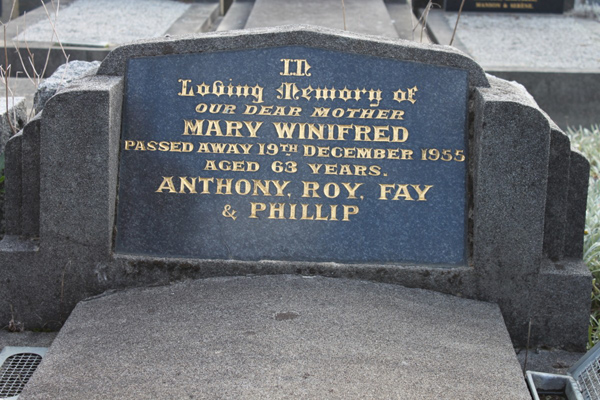 In
Loving Memory of
OUR DEAR MOTHER
MARY WINIFRED
PASSED AWAY 19TH DECEMBER 1955
AGED 63 YEARS.
ANTHONY, ROY, FAY
& PHILLIP